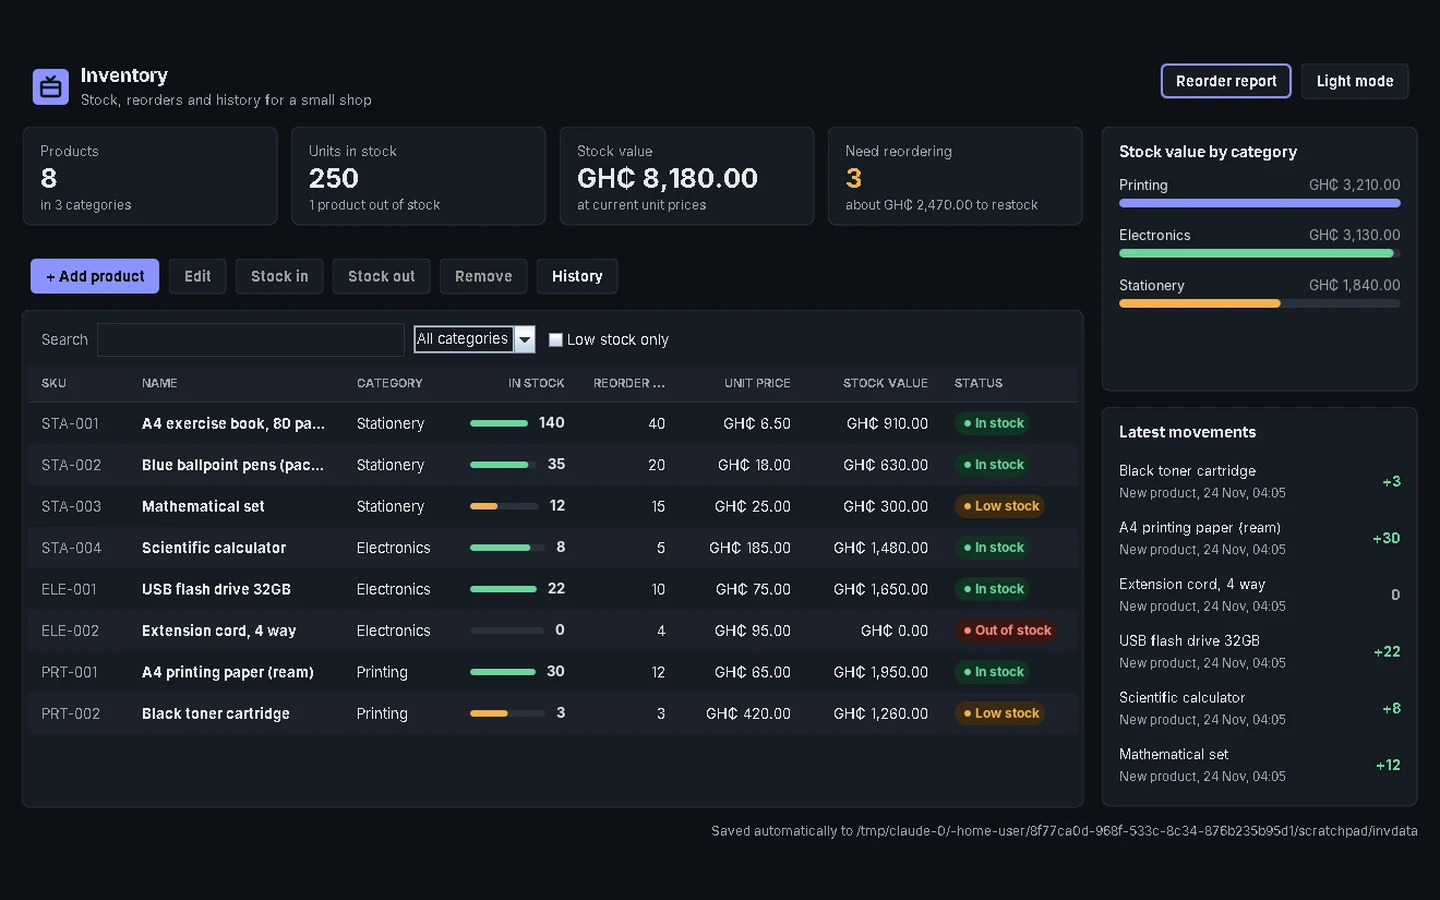 Inventory
Stock, reorders and history for a small shop
Reorder report
Light mode
Products
8
in 3 categories
Units in stock
250
1 product out of stock
Stock value
GH₵ 8,180.00
at current unit prices
Need reordering
3
about GH₵ 2,470.00 to restock
Stock value by category
Printing GH₵ 3,210.00
Electronics GH₵ 3,130.00
Stationery GH₵ 1,840.00
+ Add product
Edit
Stock in
Stock out
Remove
History
Search
All categories
Low stock only
SKU NAME CATEGORY IN STOCK REORDER ... UNIT PRICE STOCK VALUE STATUS
STA-001 A4 exercise book, 80 pa... Stationery 140 40 GH₵ 6.50 GH₵ 910.00 In stock
STA-002 Blue ballpoint pens (pac... Stationery 35 20 GH₵ 18.00 GH₵ 630.00 In stock
STA-003 Mathematical set Stationery 12 15 GH₵ 25.00 GH₵ 300.00 Low stock
STA-004 Scientific calculator Electronics 8 5 GH₵ 185.00 GH₵ 1,480.00 In stock
ELE-001 USB flash drive 32GB Electronics 22 10 GH₵ 75.00 GH₵ 1,650.00 In stock
ELE-002 Extension cord, 4 way Electronics 0 4 GH₵ 95.00 GH₵ 0.00 Out of stock
PRT-001 A4 printing paper (ream) Printing 30 12 GH₵ 65.00 GH₵ 1,950.00 In stock
PRT-002 Black toner cartridge Printing 3 3 GH₵ 420.00 GH₵ 1,260.00 Low stock
Latest movements
Black toner cartridge
New product, 24 Nov, 04:05
+3
A4 printing paper (ream)
New product, 24 Nov, 04:05
+30
Extension cord, 4 way
New product, 24 Nov, 04:05
0
USB flash drive 32GB
New product, 24 Nov, 04:05
+22
Scientific calculator
New product, 24 Nov, 04:05
+8
Mathematical set
New product, 24 Nov, 04:05
+12
Saved automatically to /tmp/claude-0/-home-user/8f77ca0d-968f-533c-8c34-876b235b95d1/scratchpad/invdata